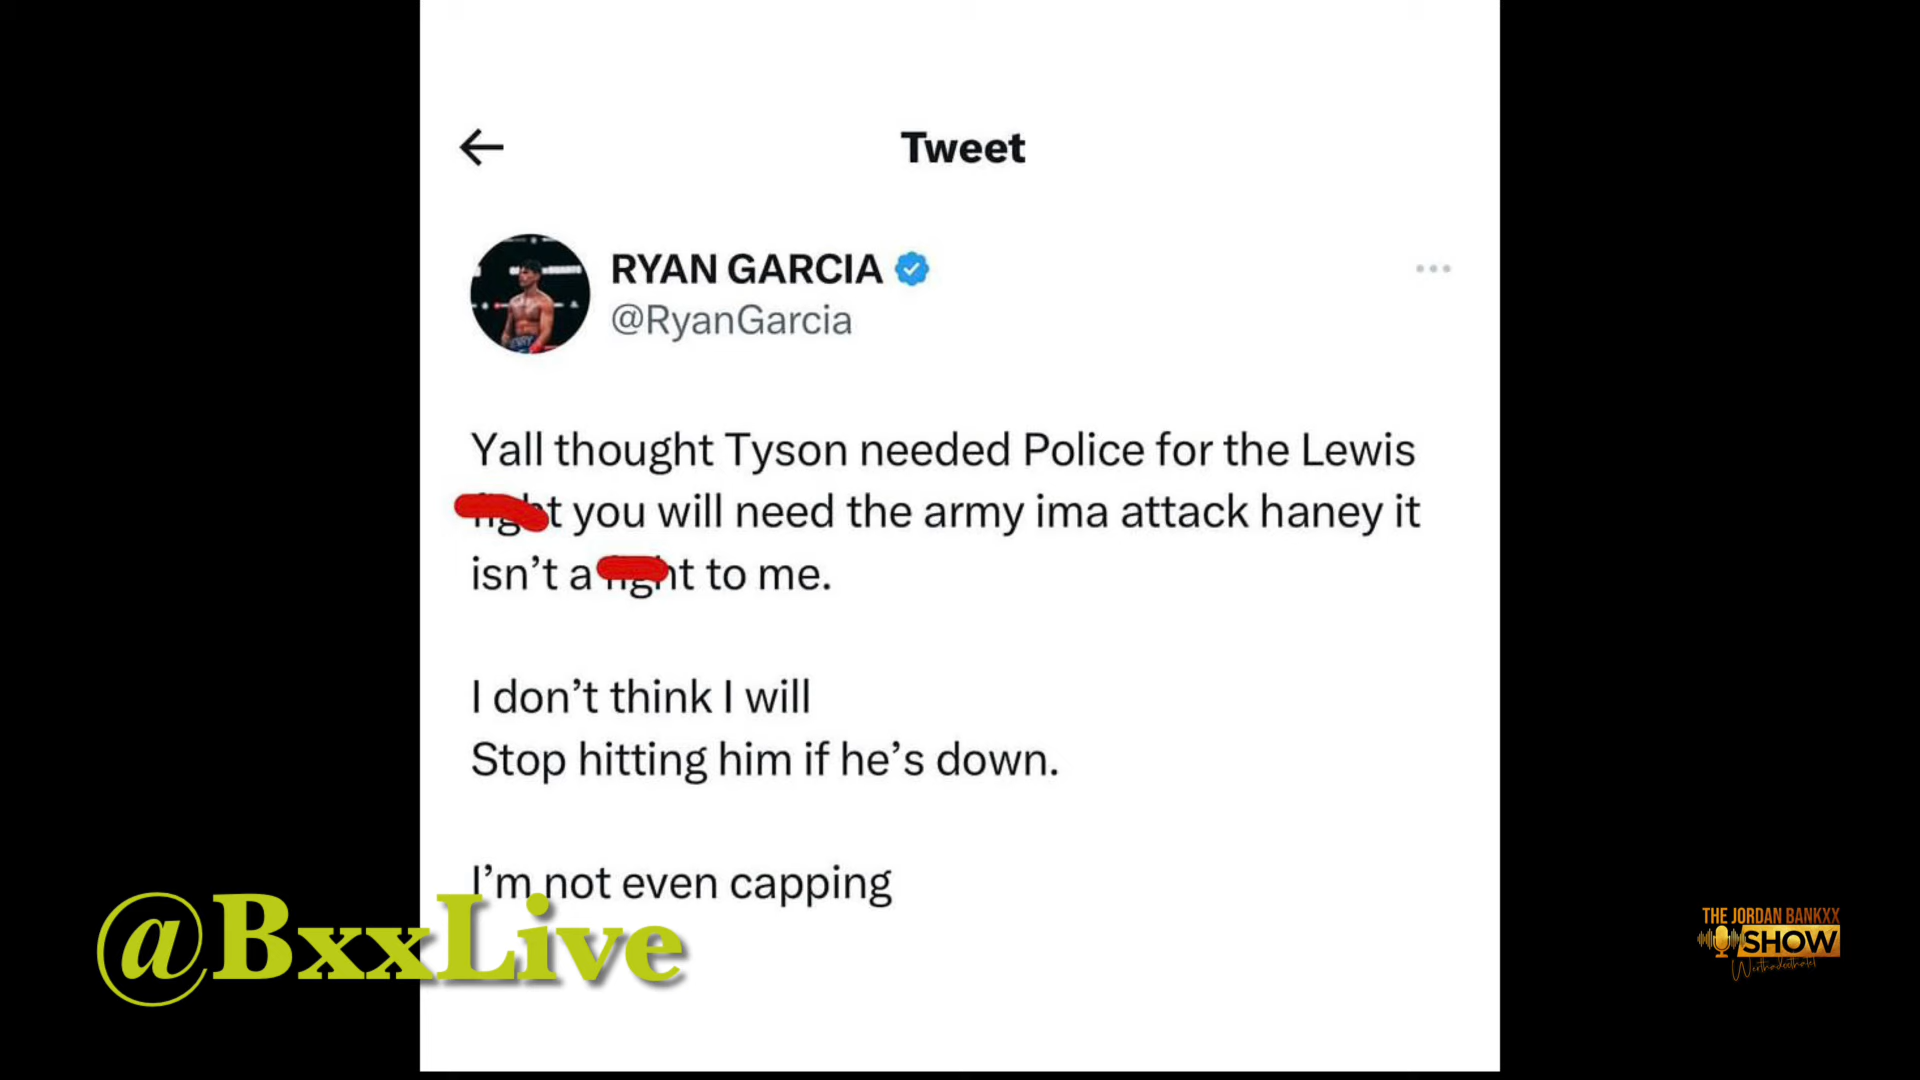 Tweet
RYAN GARCIA
@RyanGarcia
Yall thought Tyson needed Police for the Lewis
fight you will need the army ima attack haney it
isn't a fight to me.
I don't think I will
Stop hitting him if he's down.
I'm not even capping
@BxxLive
THE JORDAN BANKXX
SHOW